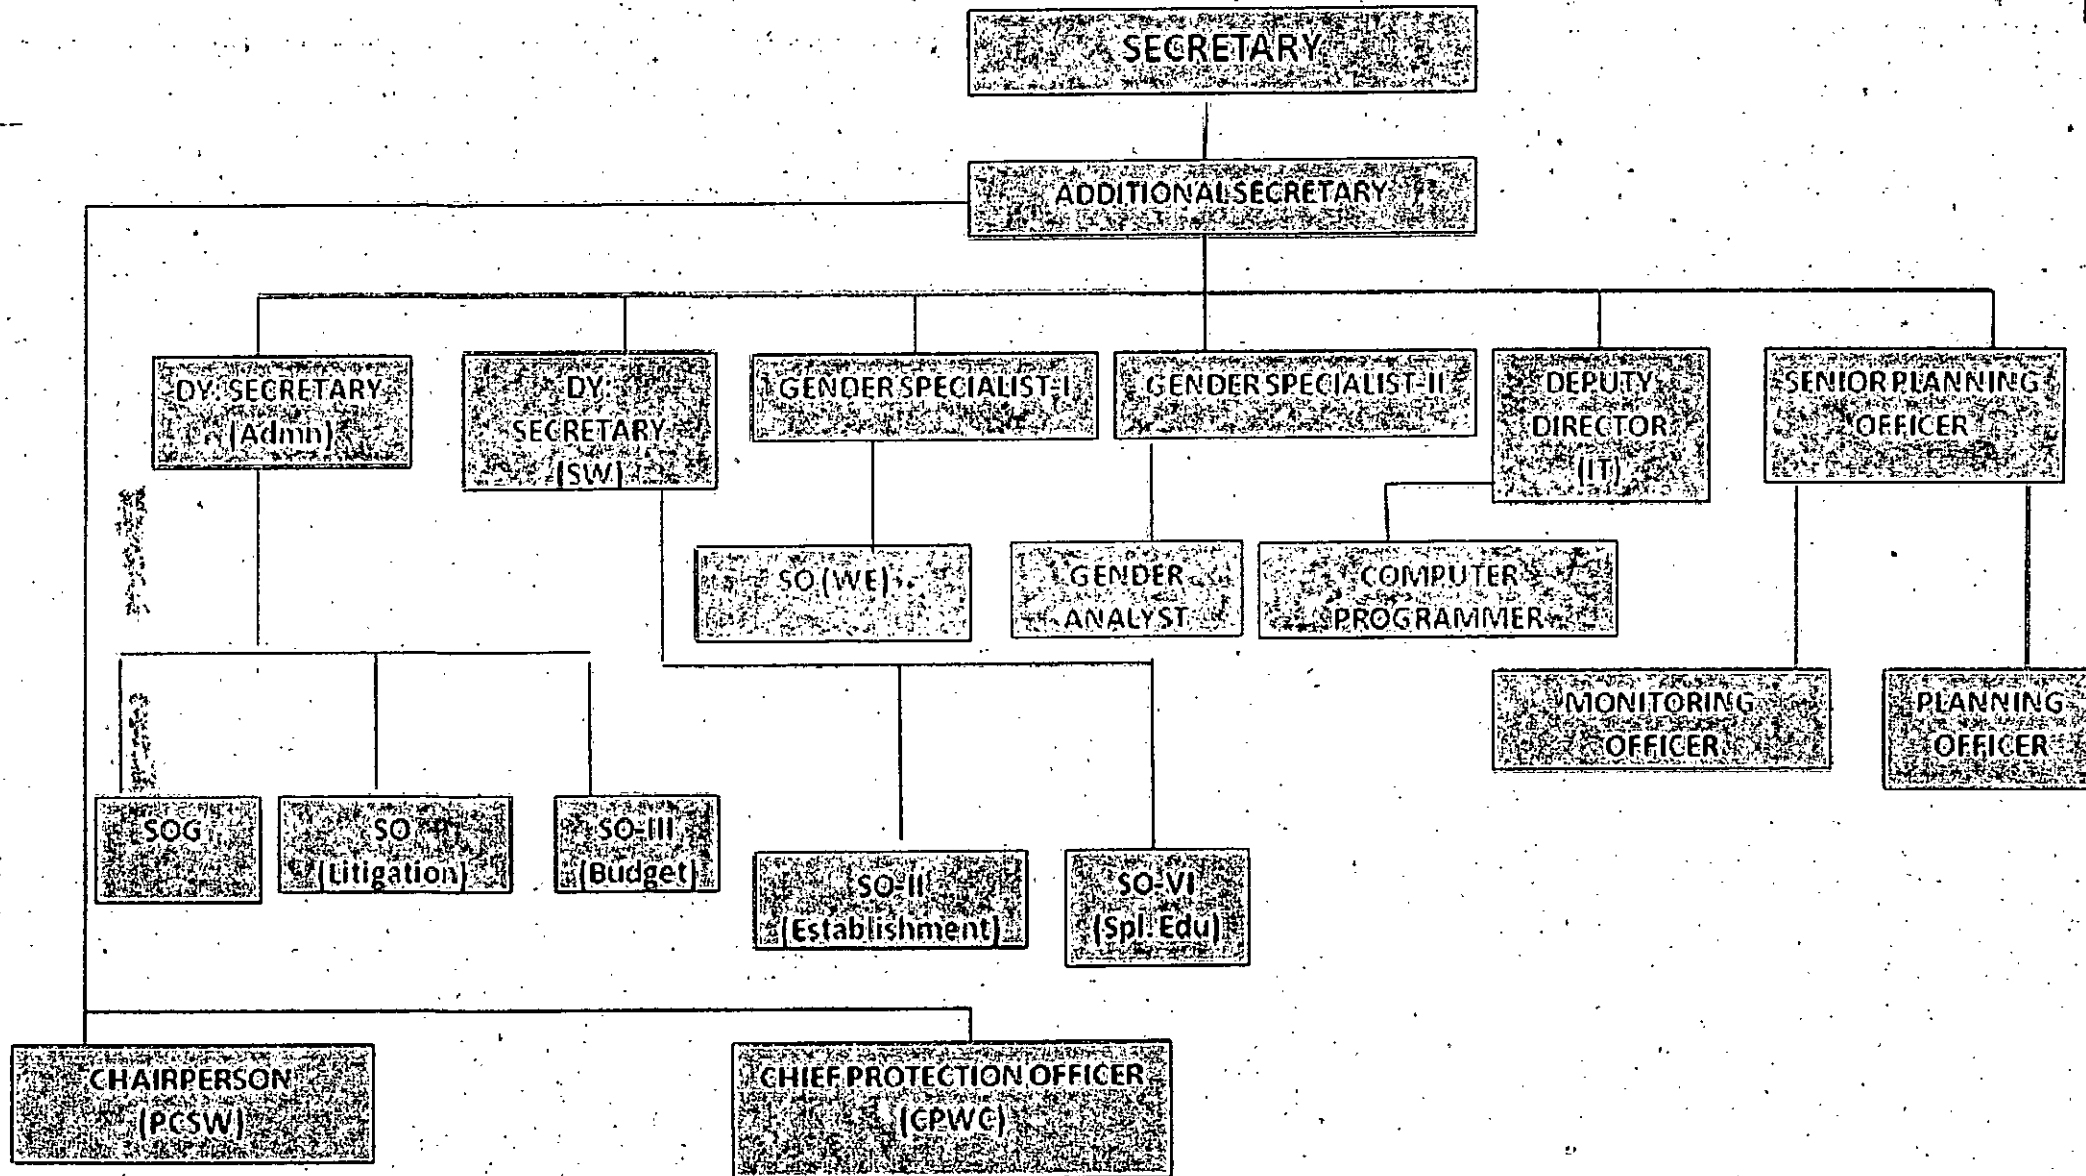 SECRETARY
ADDITIONAL SECRETARY
DY: SECRETARY
(Admn)
DY:
SECRETARY
(SW)
GENDER SPECIALIST-I
GENDER SPECIALIST-II
DEPUTY
DIRECTOR
(IT)
SENIOR PLANNING
OFFICER
SO (WE)
GENDER
ANALYST
COMPUTER
PROGRAMMER
MONITORING
OFFICER
PLANNING
OFFICER
SOG
SO
(Litigation)
SO-III
(Budget)
SO-II
(Establishment)
SO-VI
(Spl. Edu)
CHAIRPERSON
(PCSW)
CHIEF PROTECTION OFFICER
(CPWC)